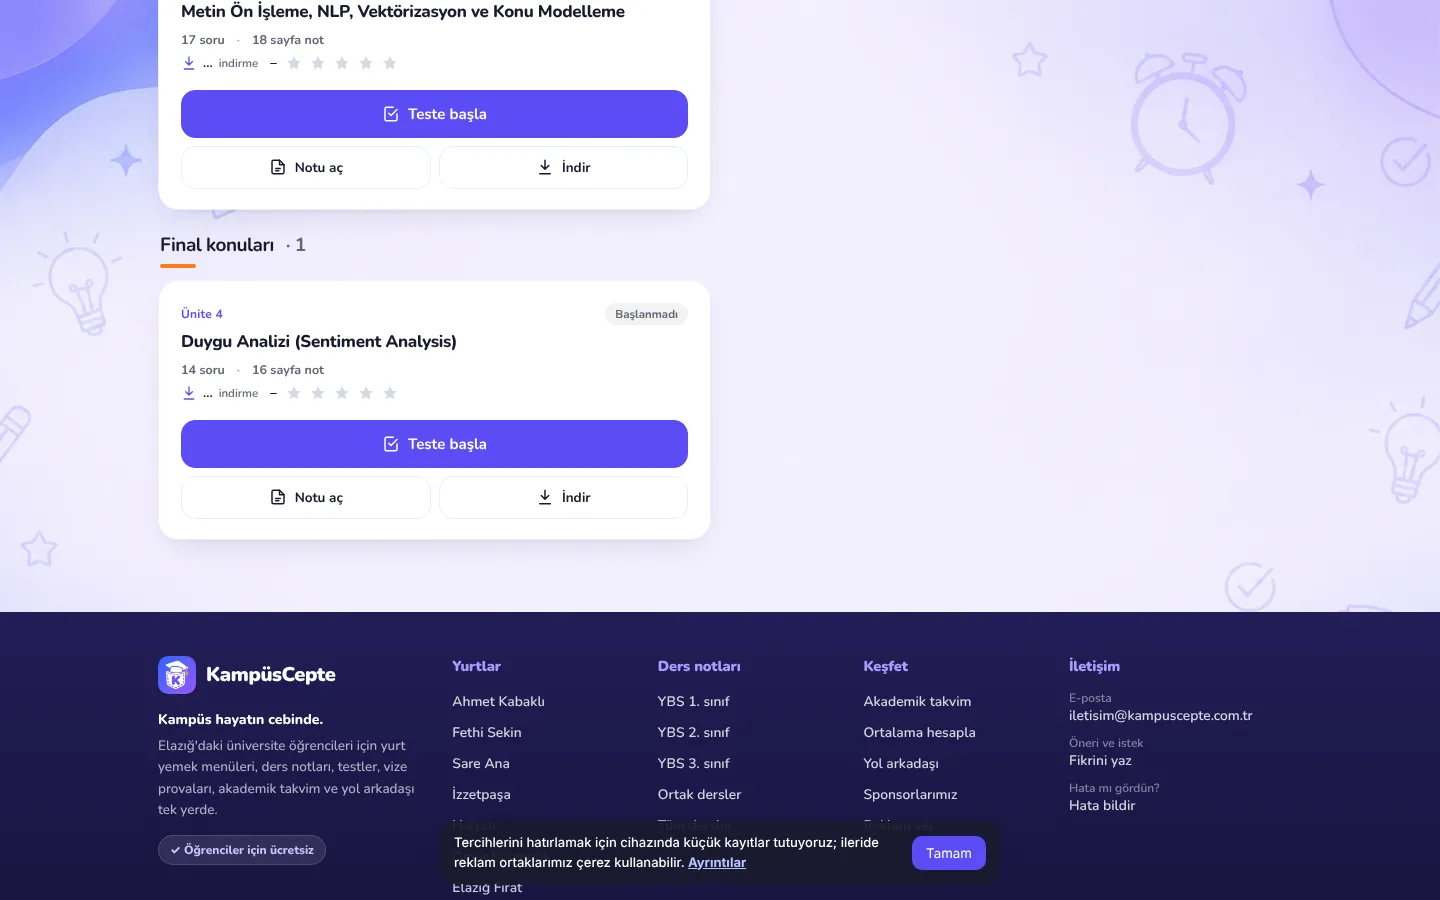 Metin Ön İşleme, NLP, Vektörizasyon ve Konu Modelleme
17 soru · 18 sayfa not
... indirme –
Teste başla
Notu aç
İndir
Final konuları · 1
Ünite 4
Başlanmadı
Duygu Analizi (Sentiment Analysis)
14 soru · 16 sayfa not
... indirme –
Teste başla
Notu aç
İndir
KampüsCepte
Kampüs hayatın cebinde.
Elazığ'daki üniversite öğrencileri için yurt
yemek menüleri, ders notları, testler, vize
provaları, akademik takvim ve yol arkadaşı
tek yerde.
✓ Öğrenciler için ücretsiz
Yurtlar
Ahmet Kabaklı
Fethi Sekin
Sare Ana
İzzetpaşa
Harput
Elazığ Fırat
Ders notları
YBS 1. sınıf
YBS 2. sınıf
YBS 3. sınıf
Ortak dersler
Tüm dersler
Keşfet
Akademik takvim
Ortalama hesapla
Yol arkadaşı
Sponsorlarımız
Reklam ver
İletişim
E-posta
iletisim@kampuscepte.com.tr
Öneri ve istek
Fikrini yaz
Hata mı gördün?
Hata bildir
Tercihlerini hatırlamak için cihazında küçük kayıtlar tutuyoruz; ileride
reklam ortaklarımız çerez kullanabilir. Ayrıntılar
Tamam